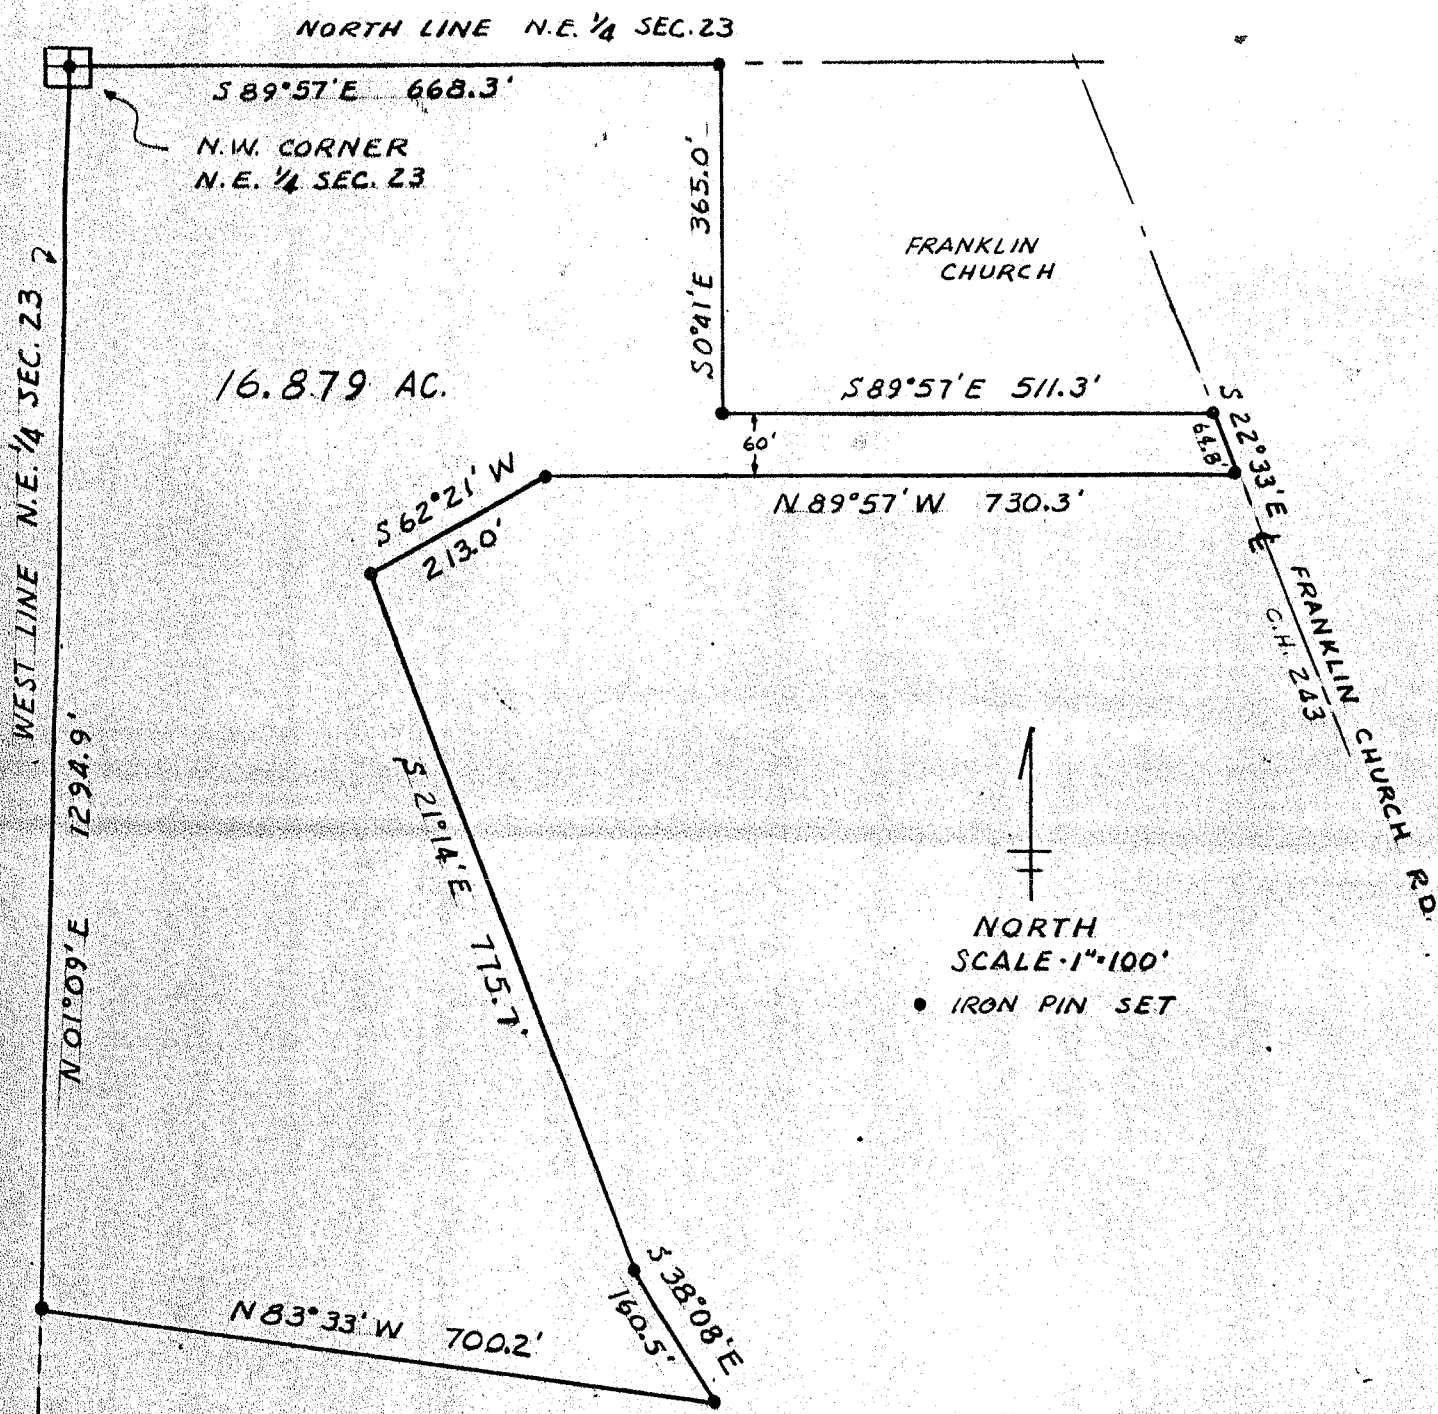 NORTH LINE N.E. 1/4 SEC. 23
S 89°57'E 668.3'
N.W. CORNER
N.E. 1/4 SEC. 23
WEST LINE N.E. 1/4 SEC. 23
S 0°41'E 365.0'
FRANKLIN
CHURCH
16.879 AC.
S 89°57'E 511.3'
60'
S 22°33'E
64.8'
N 89°57'W 730.3'
S 62°21'W
213.0'
℄ FRANKLIN CHURCH RD.
C.H. 243
S 21°14'E 775.7'
N 01°09'E 1294.9'
NORTH
SCALE · 1"=100'
• IRON PIN SET
S 38°08'E
160.5'
N 83°33'W 700.2'